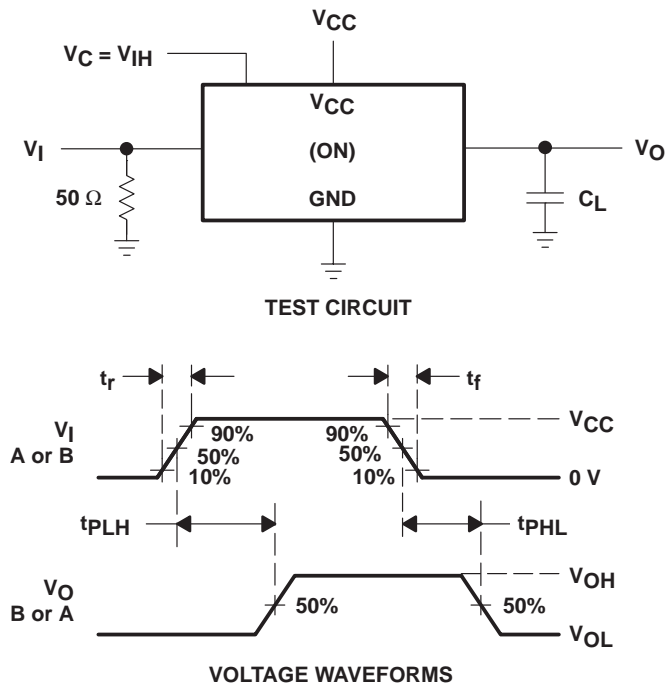 VCC
VC = VIH
VCC
VI
(ON)
VO
50 Ω
GND
CL
TEST CIRCUIT
tr
tf
VI
A or B
90%
50%
10%
90%
50%
10%
VCC
0 V
tPLH
tPHL
VO
B or A
50%
50%
VOH
VOL
VOLTAGE WAVEFORMS